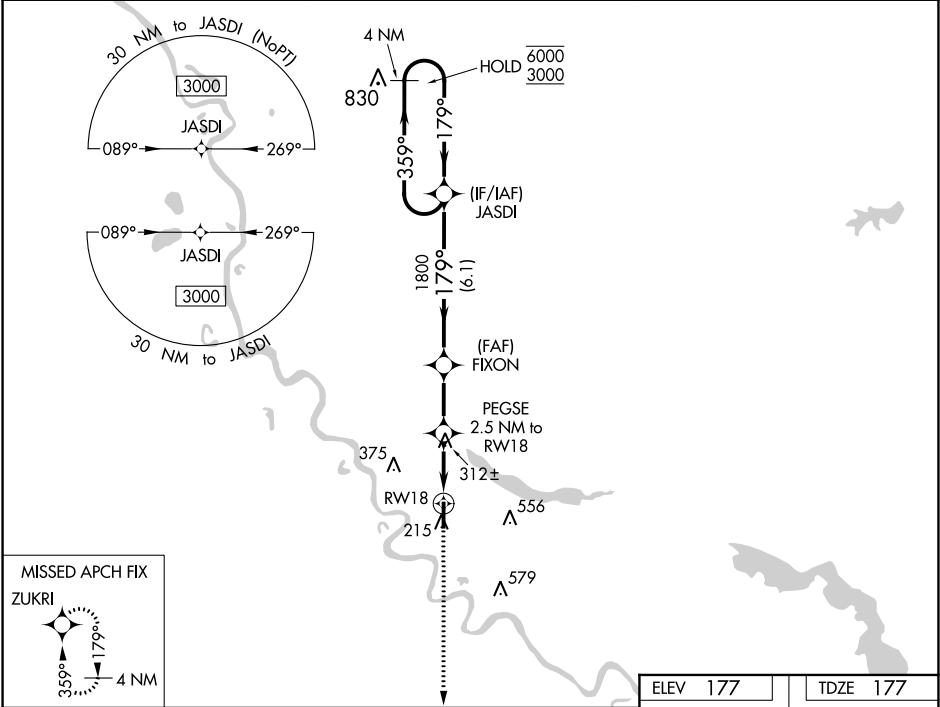 30 NM to JASDI (NoPT)
3000
JASDI
089°
269°
089°
269°
JASDI
3000
30 NM to JASDI
4 NM
830
HOLD
6000
3000
359°
179°
(IF/IAF)
JASDI
1800
179°
(6.1)
(FAF)
FIXON
PEGSE
2.5 NM to
RW18
375
312±
RW18
215
556
579
MISSED APCH FIX
ZUKRI
359°
179°
4 NM
ELEV 177
TDZE 177